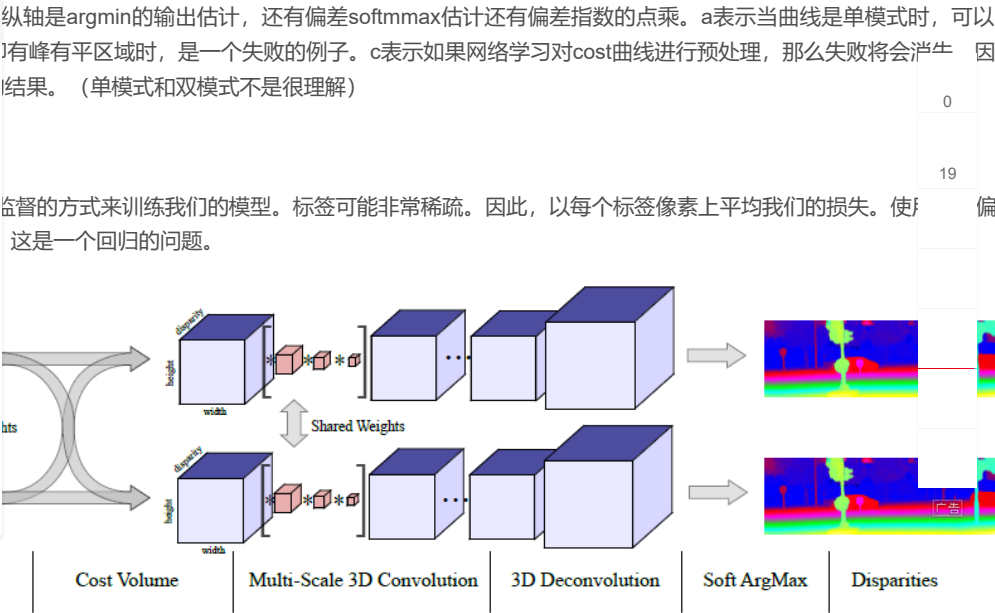 纵轴是argmin的输出估计，还有偏差softmmax估计还有偏差指数的点乘。a表示当曲线是单模式时，可以
有峰有平区域时，是一个失败的例子。c表示如果网络学习对cost曲线进行预处理，那么失败将会消失 因
结果。（单模式和双模式不是很理解）
0
19
监督的方式来训练我们的模型。标签可能非常稀疏。因此，以每个标签像素上平均我们的损失。使用 偏
这是一个回归的问题。
disparity
height
width
* * *
...
hts
Shared Weights
disparity
height
width
* * *
...
广告
Cost Volume
Multi-Scale 3D Convolution
3D Deconvolution
Soft ArgMax
Disparities